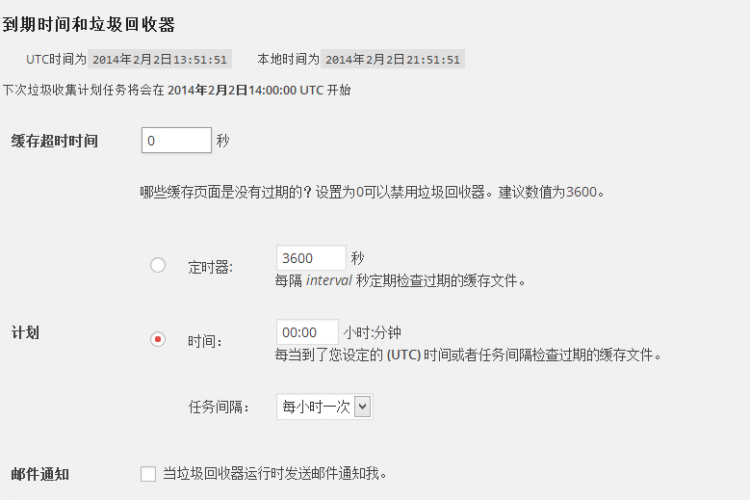 到期时间和垃圾回收器
UTC时间为 2014年2月2日13:51:51 本地时间为 2014年2月2日21:51:51
下次垃圾收集计划任务将会在 2014年2月2日14:00:00 UTC 开始
缓存超时时间 0 秒
哪些缓存页面是没有过期的？设置为0可以禁用垃圾回收器。建议数值为3600。
定时器: 3600 秒
每隔 interval 秒定期检查过期的缓存文件。
计划 时间： 00:00 小时:分钟
每当到了您设定的 (UTC) 时间或者任务间隔检查过期的缓存文件。
任务间隔： 每小时一次
邮件通知 当垃圾回收器运行时发送邮件通知我。